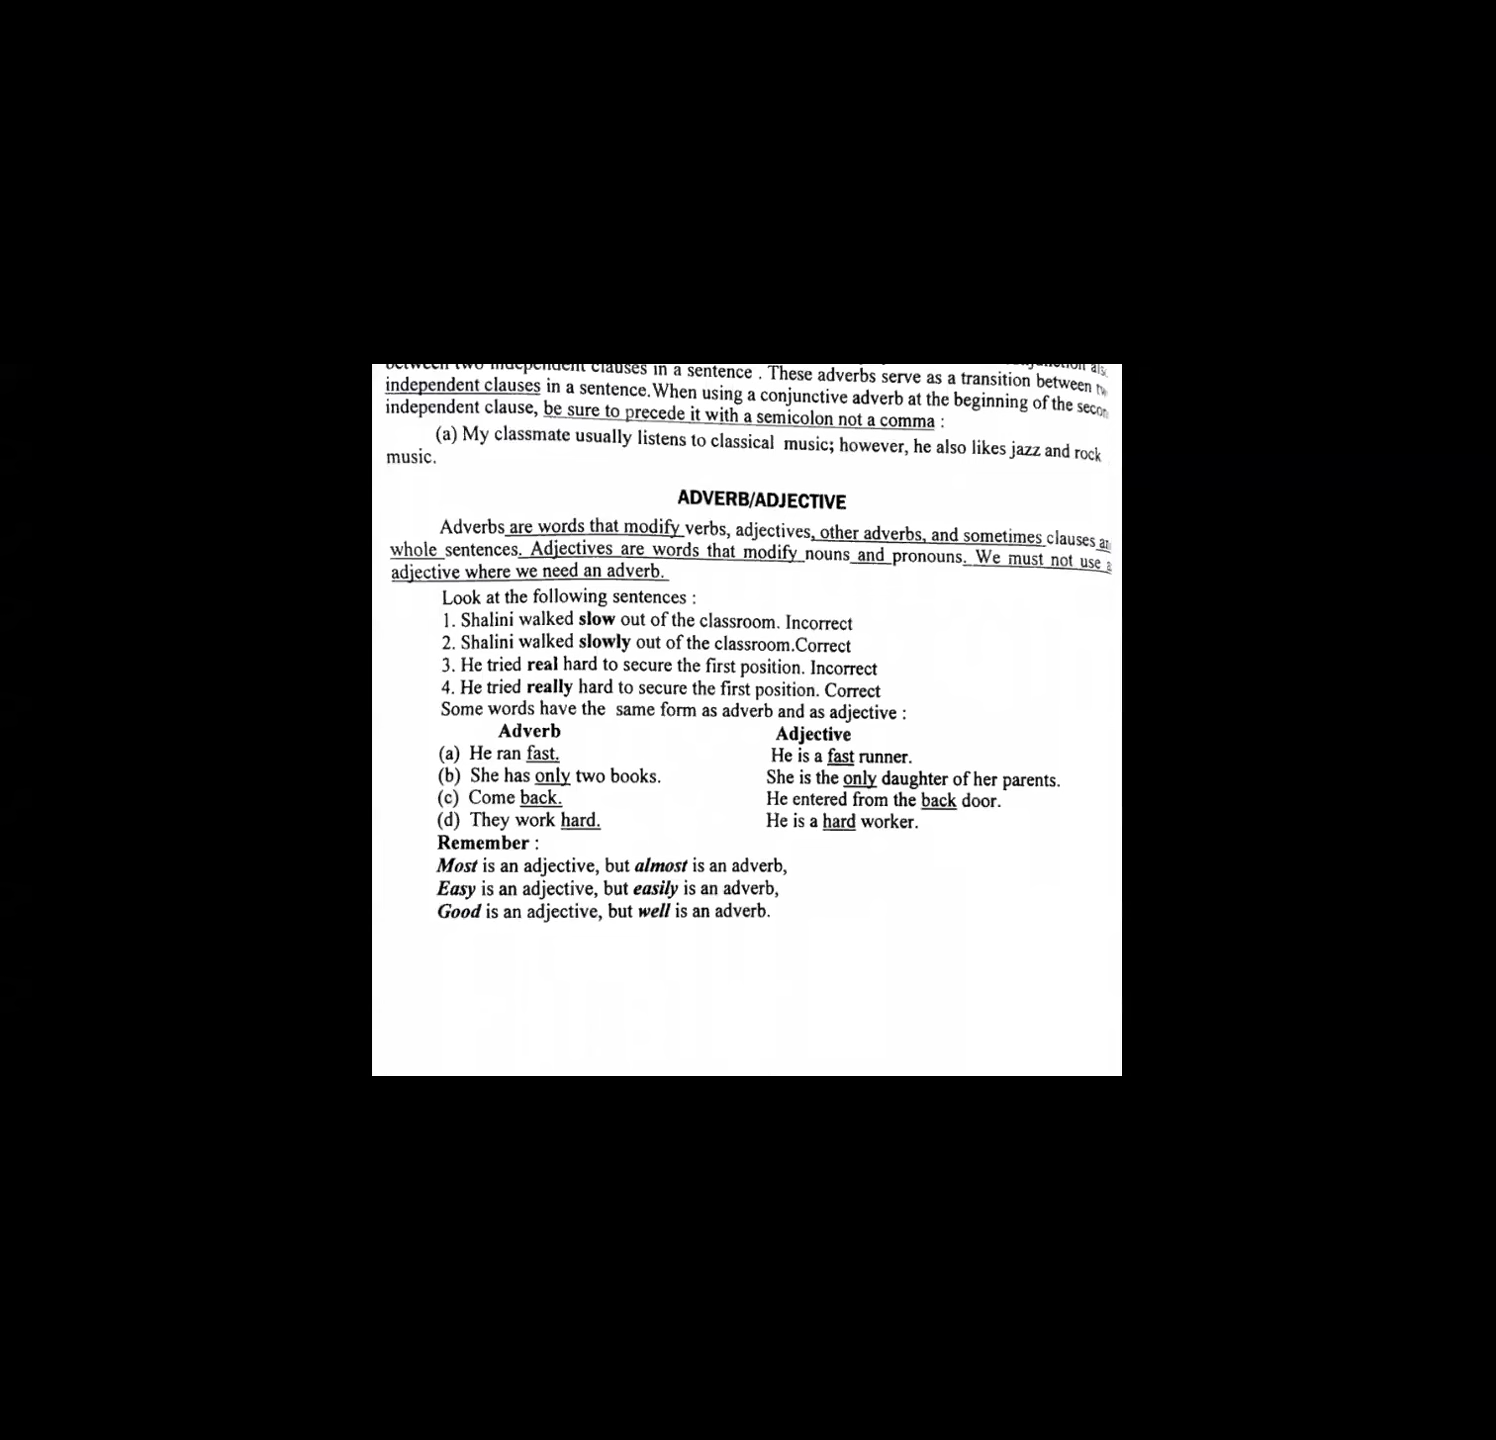 between two independent clauses in a sentence . These adverbs serve as a transition between
independent clauses in a sentence.When using a conjunctive adverb at the beginning of the
independent clause, be sure to precede it with a semicolon not a comma :
(a) My classmate usually listens to classical music; however, he also likes jazz and rock
music.
ADVERB/ADJECTIVE
Adverbs are words that modify verbs, adjectives, other adverbs, and sometimes clauses
whole sentences. Adjectives are words that modify nouns and pronouns. We must not use
adjective where we need an adverb.
Look at the following sentences :
1. Shalini walked slow out of the classroom. Incorrect
2. Shalini walked slowly out of the classroom.Correct
3. He tried real hard to secure the first position. Incorrect
4. He tried really hard to secure the first position. Correct
Some words have the same form as adverb and as adjective :
Adverb Adjective
(a) He ran fast. He is a fast runner.
(b) She has only two books. She is the only daughter of her parents.
(c) Come back. He entered from the back door.
(d) They work hard. He is a hard worker.
Remember :
Most is an adjective, but almost is an adverb,
Easy is an adjective, but easily is an adverb,
Good is an adjective, but well is an adverb.